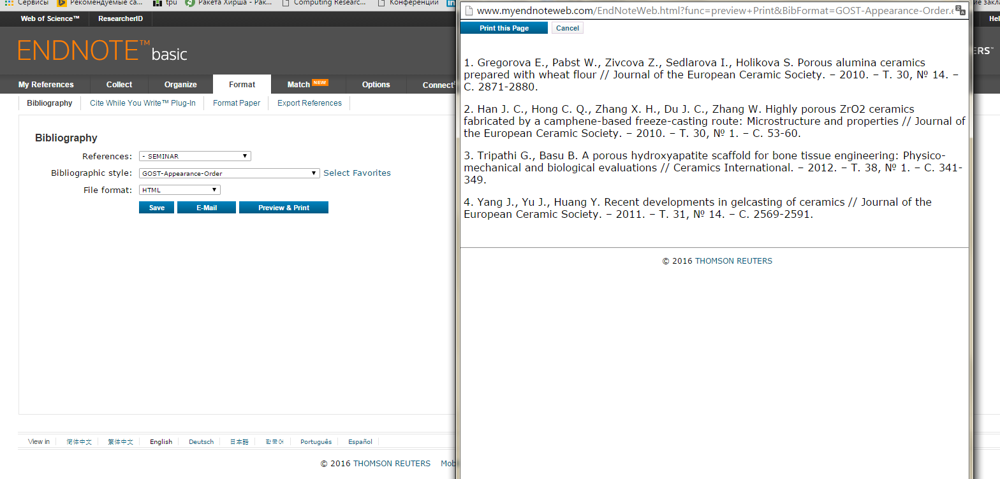 Сервисы Рекомендуемые са... tpu Ракета Хирша - Рак... Computing Researc... Конференции in
Web of Science™ ResearcherID
ENDNOTE™ basic
My References Collect Organize Format Match NEW! Options Connect
Bibliography Cite While You Write™ Plug-In Format Paper Export References
Bibliography
References: - SEMINAR
Bibliographic style: GOST-Appearance-Order Select Favorites
File format: HTML
Save E-Mail Preview & Print
View in 简体中文 繁體中文 English Deutsch 日本語 한국어 Português Español
© 2016 THOMSON REUTERS Mob
www.myendnoteweb.com/EndNoteWeb.html?func=preview+Print&BibFormat=GOST-Appearance-Order.e
Print this Page Cancel
1. Gregorova E., Pabst W., Zivcova Z., Sedlarova I., Holikova S. Porous alumina ceramics
prepared with wheat flour // Journal of the European Ceramic Society. – 2010. – T. 30, № 14. –
C. 2871-2880.
2. Han J. C., Hong C. Q., Zhang X. H., Du J. C., Zhang W. Highly porous ZrO2 ceramics
fabricated by a camphene-based freeze-casting route: Microstructure and properties // Journal of
the European Ceramic Society. – 2010. – T. 30, № 1. – C. 53-60.
3. Tripathi G., Basu B. A porous hydroxyapatite scaffold for bone tissue engineering: Physico-
mechanical and biological evaluations // Ceramics International. – 2012. – T. 38, № 1. – C. 341-
349.
4. Yang J., Yu J., Huang Y. Recent developments in gelcasting of ceramics // Journal of the
European Ceramic Society. – 2011. – T. 31, № 14. – C. 2569-2591.
© 2016 THOMSON REUTERS
Hel
ERS™